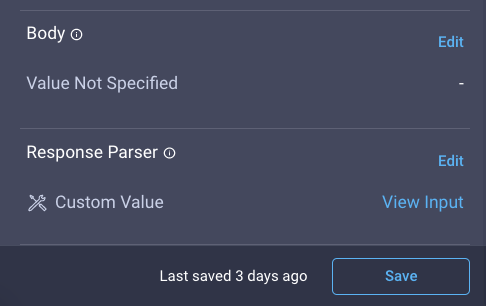 Body
Edit
Value Not Specified
-
Response Parser
Edit
Custom Value
View Input
Last saved 3 days ago
Save